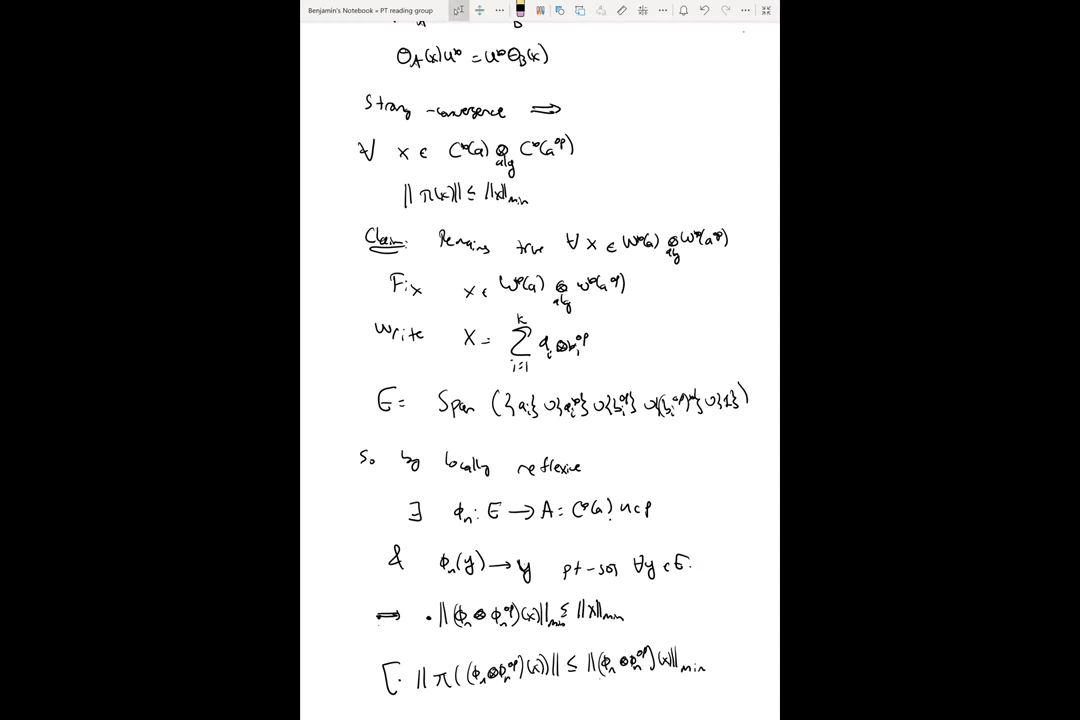 Benjamin's Notebook » PT reading group
A B
Θ_A(x)u^* = u^*Θ_B(x)
Strong -convergence ⟹
∀ x ∈ C^*(a) ⊗_alg C^*(a^op)
||π(x)|| ≤ ||x||_min
Claim: Remains true ∀ x ∈ W^*(a) ⊗_alg W^*(a^op)
Fix x ∈ W^*(a) ⊗_alg W^*(a^op)
Write X = Σ_{i=1}^k a_i ⊗ b_i^op
E = Span ({a_i} ∪ {a_i^*} ∪ {b_i^op} ∪ {(b_i^op)^*} ∪ {1})
So by locally reflexive
∃ φ_n : E → A = C^*(a) ucp
& φ_n(y) → y pt-SOT ∀ y ∈ E.
⟹ • ||(φ_n ⊗ φ_n^op)(x)||_min ≤ ||x||_min
[• ||π((φ_n ⊗ φ_n^op)(x))|| ≤ ||(φ_n ⊗ φ_n^op)(x)||_min